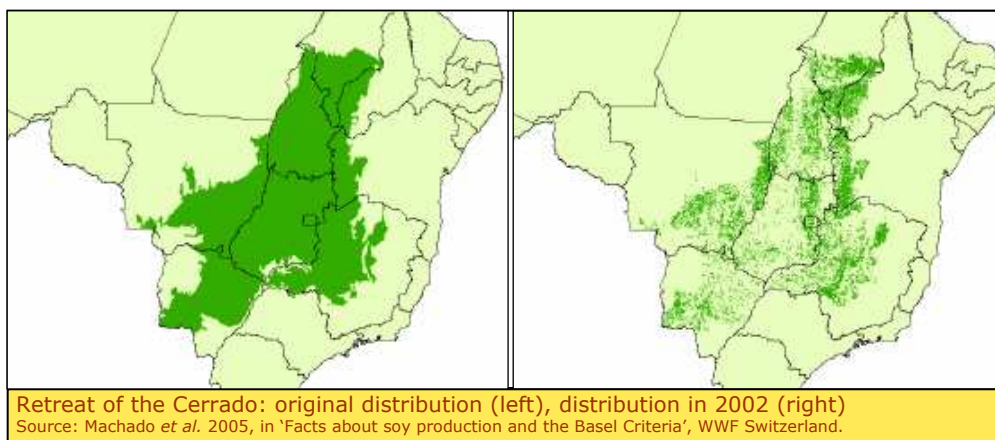 Retreat of the Cerrado: original distribution (left), distribution in 2002 (right)
Source: Machado et al. 2005, in ‘Facts about soy production and the Basel Criteria’, WWF Switzerland.